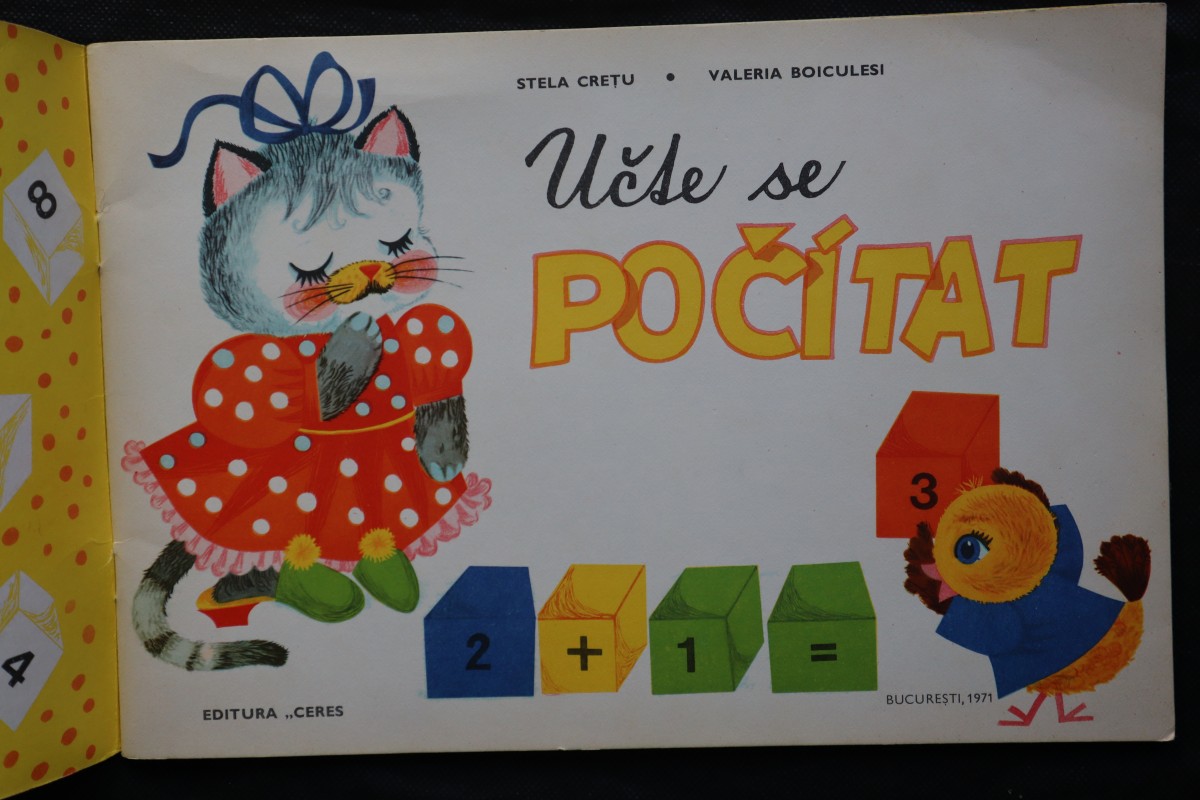 STELA CREȚU • VALERIA BOICULESI
Učte se
POČÍTAT
3
2 + 1 =
EDITURA „CERES
BUCUREȘTI, 1971
8
4